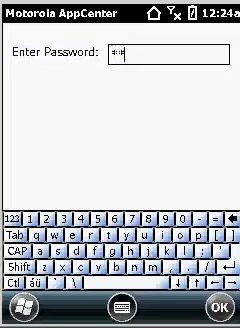 Motorola AppCenter 12:24a
Enter Password: **
123 1 2 3 4 5 6 7 8 9 0 - =
Tab q w e r t y u i o p [ ]
CAP a s d f g h j k l ; '
Shift z x c v b n m , . /
Ctl áü ` \
OK